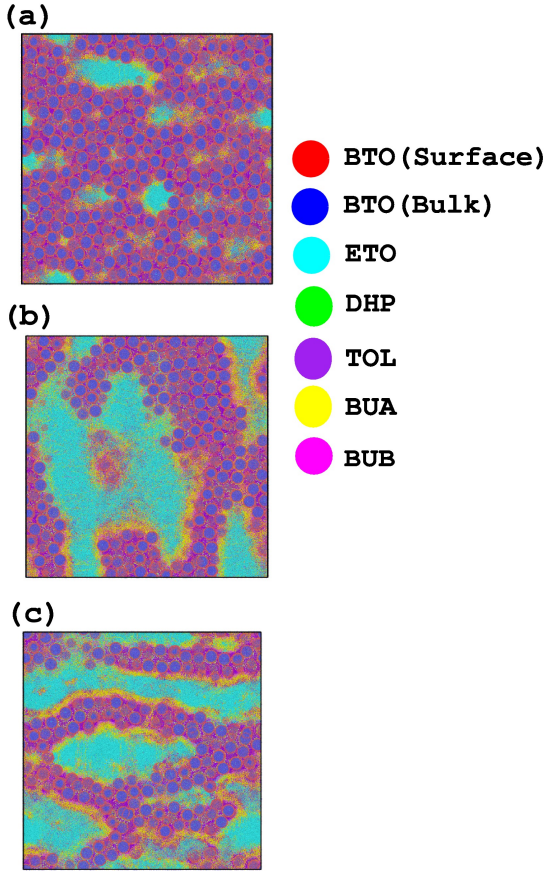 (a)
BTO(Surface)
BTO(Bulk)
ETO
DHP
(b)
TOL
BUA
BUB
(c)